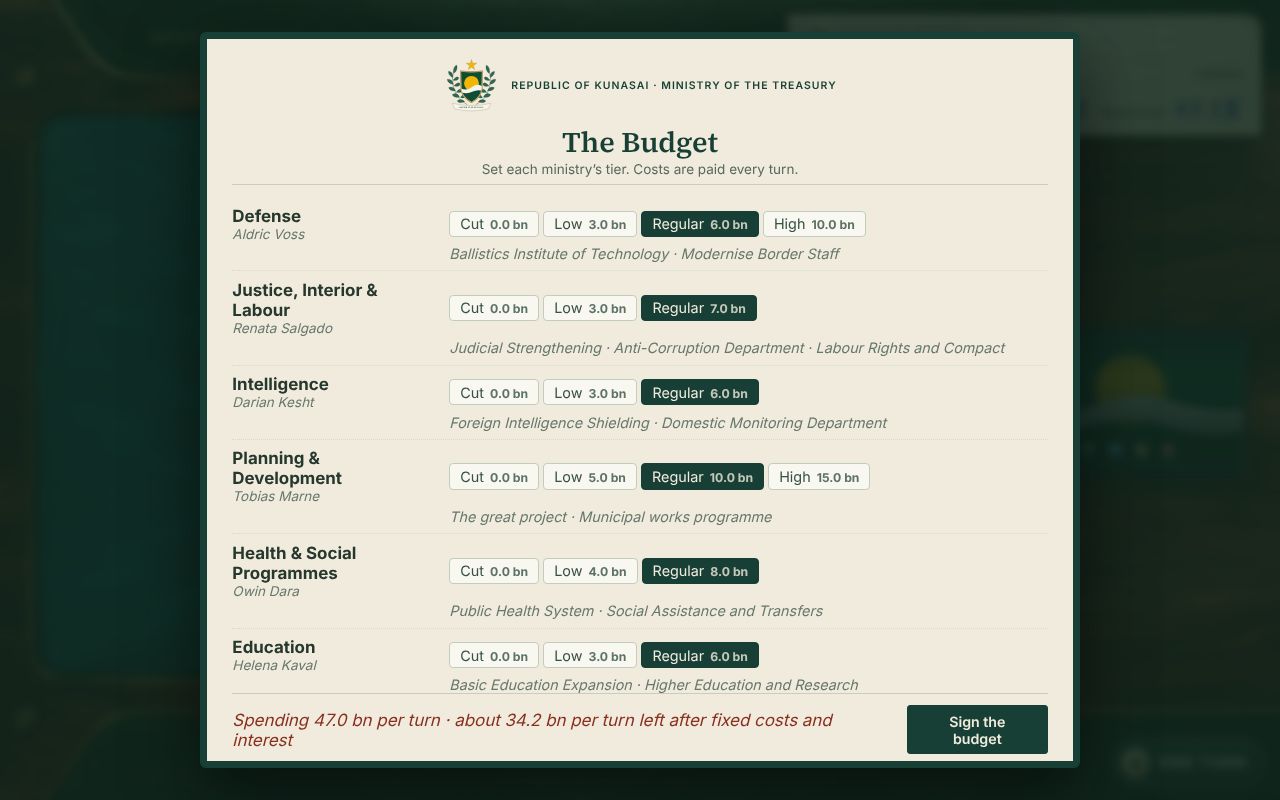 REPUBLIC OF KUNASAI · MINISTRY OF THE TREASURY
The Budget
Set each ministry’s tier. Costs are paid every turn.
Defense
Aldric Voss
Cut 0.0 bn Low 3.0 bn Regular 6.0 bn High 10.0 bn
Ballistics Institute of Technology · Modernise Border Staff
Justice, Interior &
Labour
Renata Salgado
Cut 0.0 bn Low 3.0 bn Regular 7.0 bn
Judicial Strengthening · Anti-Corruption Department · Labour Rights and Compact
Intelligence
Darian Kesht
Cut 0.0 bn Low 3.0 bn Regular 6.0 bn
Foreign Intelligence Shielding · Domestic Monitoring Department
Planning &
Development
Tobias Marne
Cut 0.0 bn Low 5.0 bn Regular 10.0 bn High 15.0 bn
The great project · Municipal works programme
Health & Social
Programmes
Owin Dara
Cut 0.0 bn Low 4.0 bn Regular 8.0 bn
Public Health System · Social Assistance and Transfers
Education
Helena Kaval
Cut 0.0 bn Low 3.0 bn Regular 6.0 bn
Basic Education Expansion · Higher Education and Research
Spending 47.0 bn per turn · about 34.2 bn per turn left after fixed costs and
interest
Sign the
budget